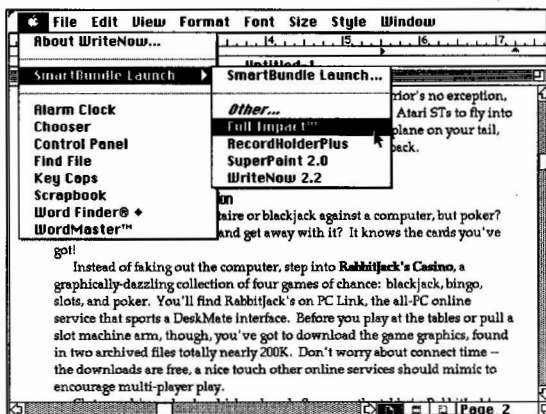 File Edit View Format Font Size Style Window
About WriteNow...
SmartBundle Launch
Alarm Clock
Chooser
Control Panel
Find File
Key Caps
Scrapbook
Word Finder® ♦
WordMaster™
SmartBundle Launch...
Other...
Full Impact™
RecordHolderPlus
SuperPaint 2.0
WriteNow 2.2
4 5 6 7
Untitled-1
rior's no exception,
Atari STs to fly into
plane on your tail,
back.
ion
taire or blackjack against a computer, but poker?
and get away with it? It knows the cards you've
got!
Instead of faking out the computer, step into RabbitJack's Casino, a
graphically-dazzling collection of four games of chance: blackjack, bingo,
slots, and poker. You'll find RabbitJack's on PC Link, the all-PC online
service that sports a DeskMate interface. Before you play at the tables or pull a
slot machine arm, though, you've got to download the game graphics, found
in two archived files totally nearly 200K. Don't worry about connect time --
the downloads are free, a nice touch other online services should mimic to
encourage multi-player play.
Page 2